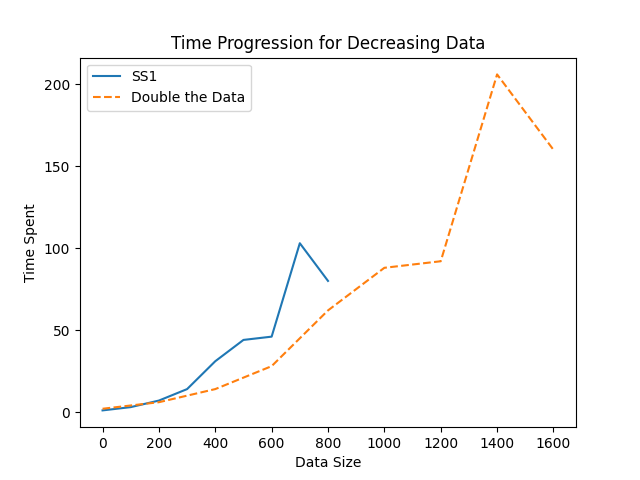 Time Progression for Decreasing Data
SS1
Double the Data
Time Spent
200
150
100
50
0
0 200 400 600 800 1000 1200 1400 1600
Data Size